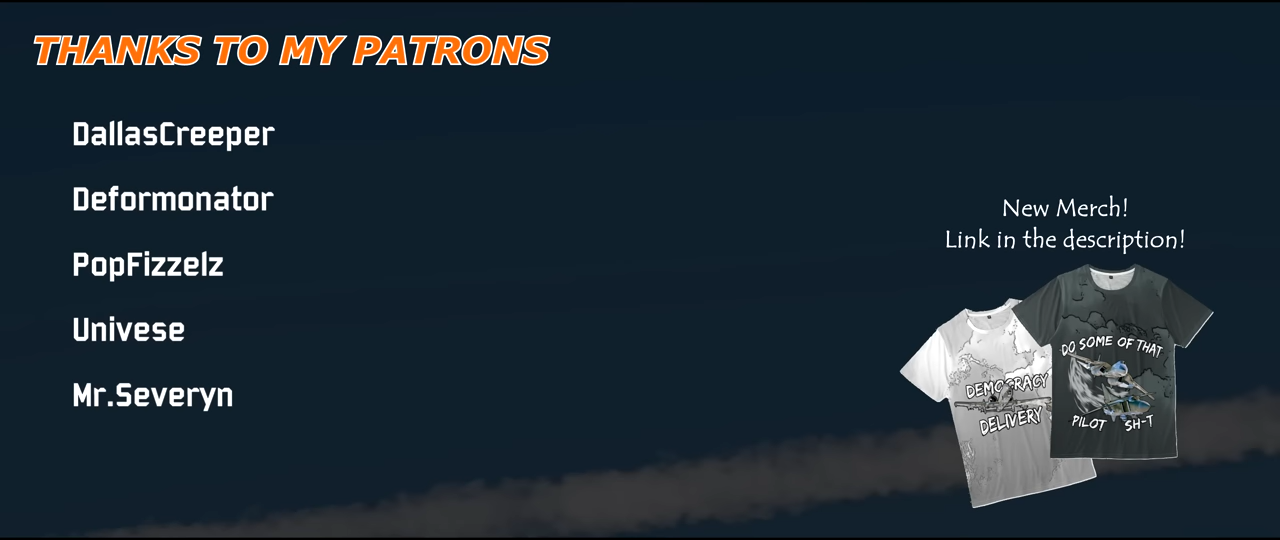 THANKS TO MY PATRONS
DallasCreeper
Deformonator
PopFizzelz
Univese
Mr.Severyn
New Merch!
Link in the description!
DEMOCRACY
DELIVERY
DO SOME OF THAT
PILOT SH-T